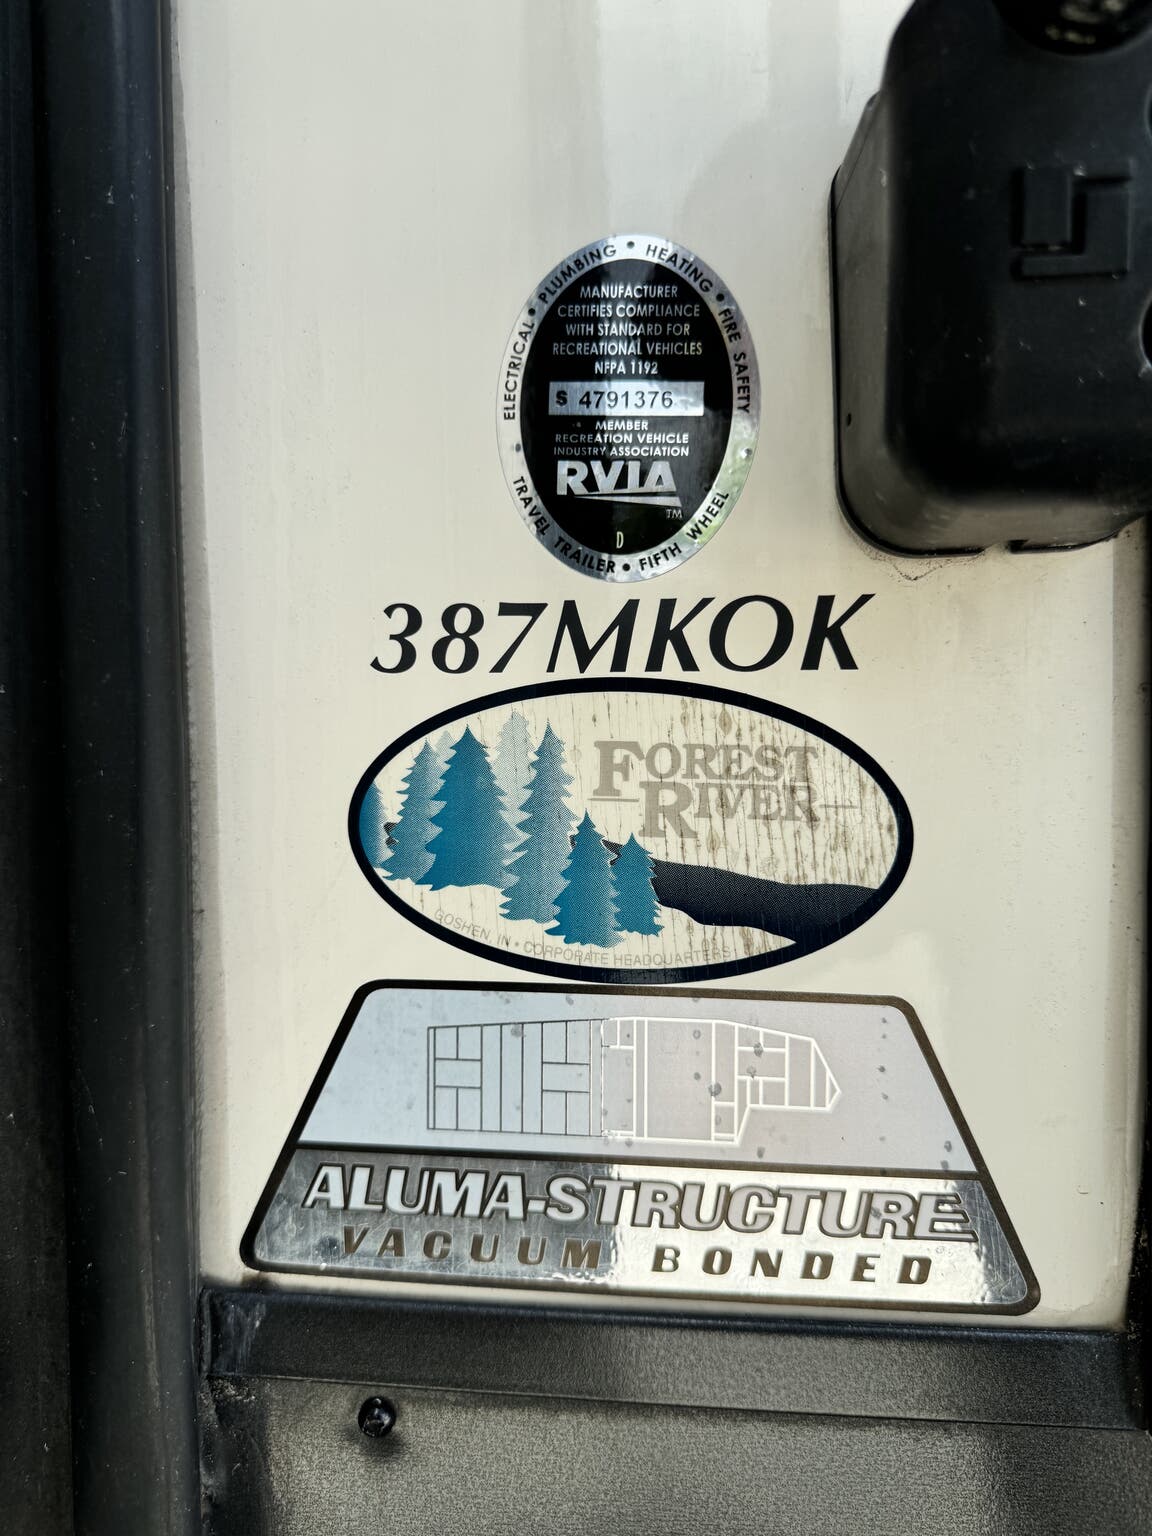 ELECTRICAL • PLUMBING • HEATING • FIRE SAFETY
MANUFACTURER
CERTIFIES COMPLIANCE
WITH STANDARD FOR
RECREATIONAL VEHICLES
NFPA 1192
S 4791376
MEMBER
RECREATION VEHICLE
INDUSTRY ASSOCIATION
RVIA
TM
D
• TRAVEL TRAILER • FIFTH WHEEL •
387MKOK
FOREST
RIVER
GOSHEN, IN • CORPORATE HEADQUARTERS
ALUMA-STRUCTURE
VACUUM BONDED